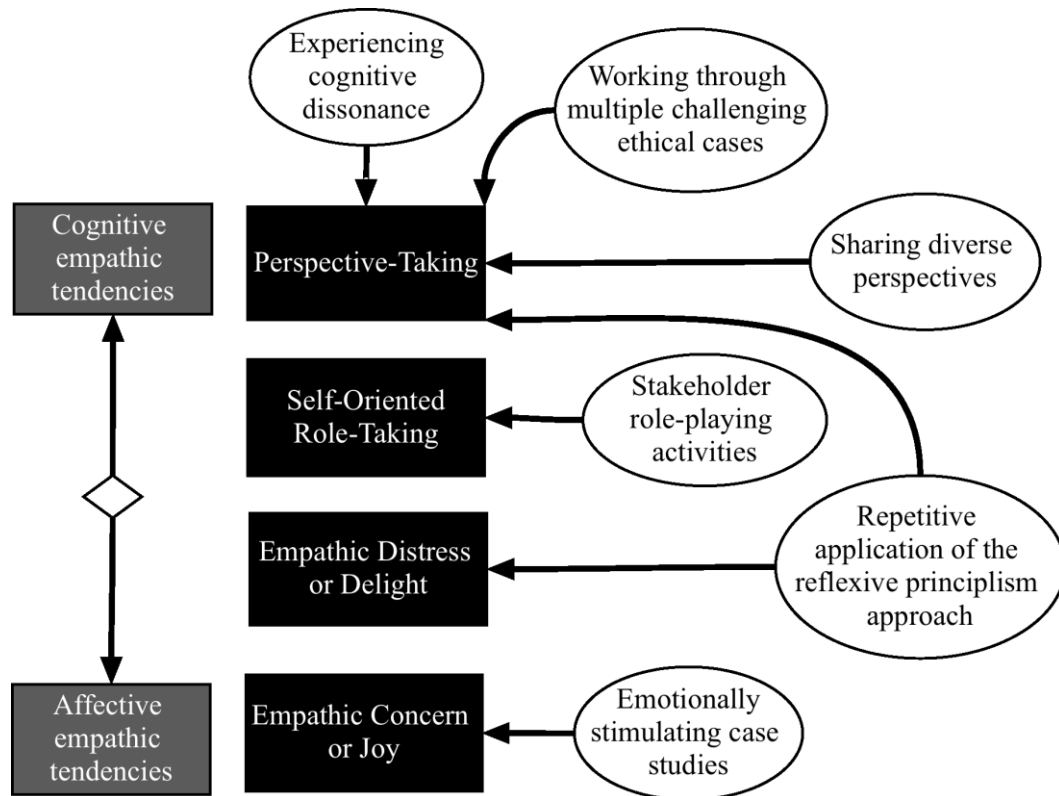 Experiencing
cognitive
dissonance
Working through
multiple challenging
ethical cases
Cognitive
empathic
tendencies
Perspective-Taking
Sharing diverse
perspectives
Self-Oriented
Role-Taking
Stakeholder
role-playing
activities
Empathic Distress
or Delight
Repetitive
application of the
reflexive principlism
approach
Affective
empathic
tendencies
Empathic Concern
or Joy
Emotionally
stimulating case
studies